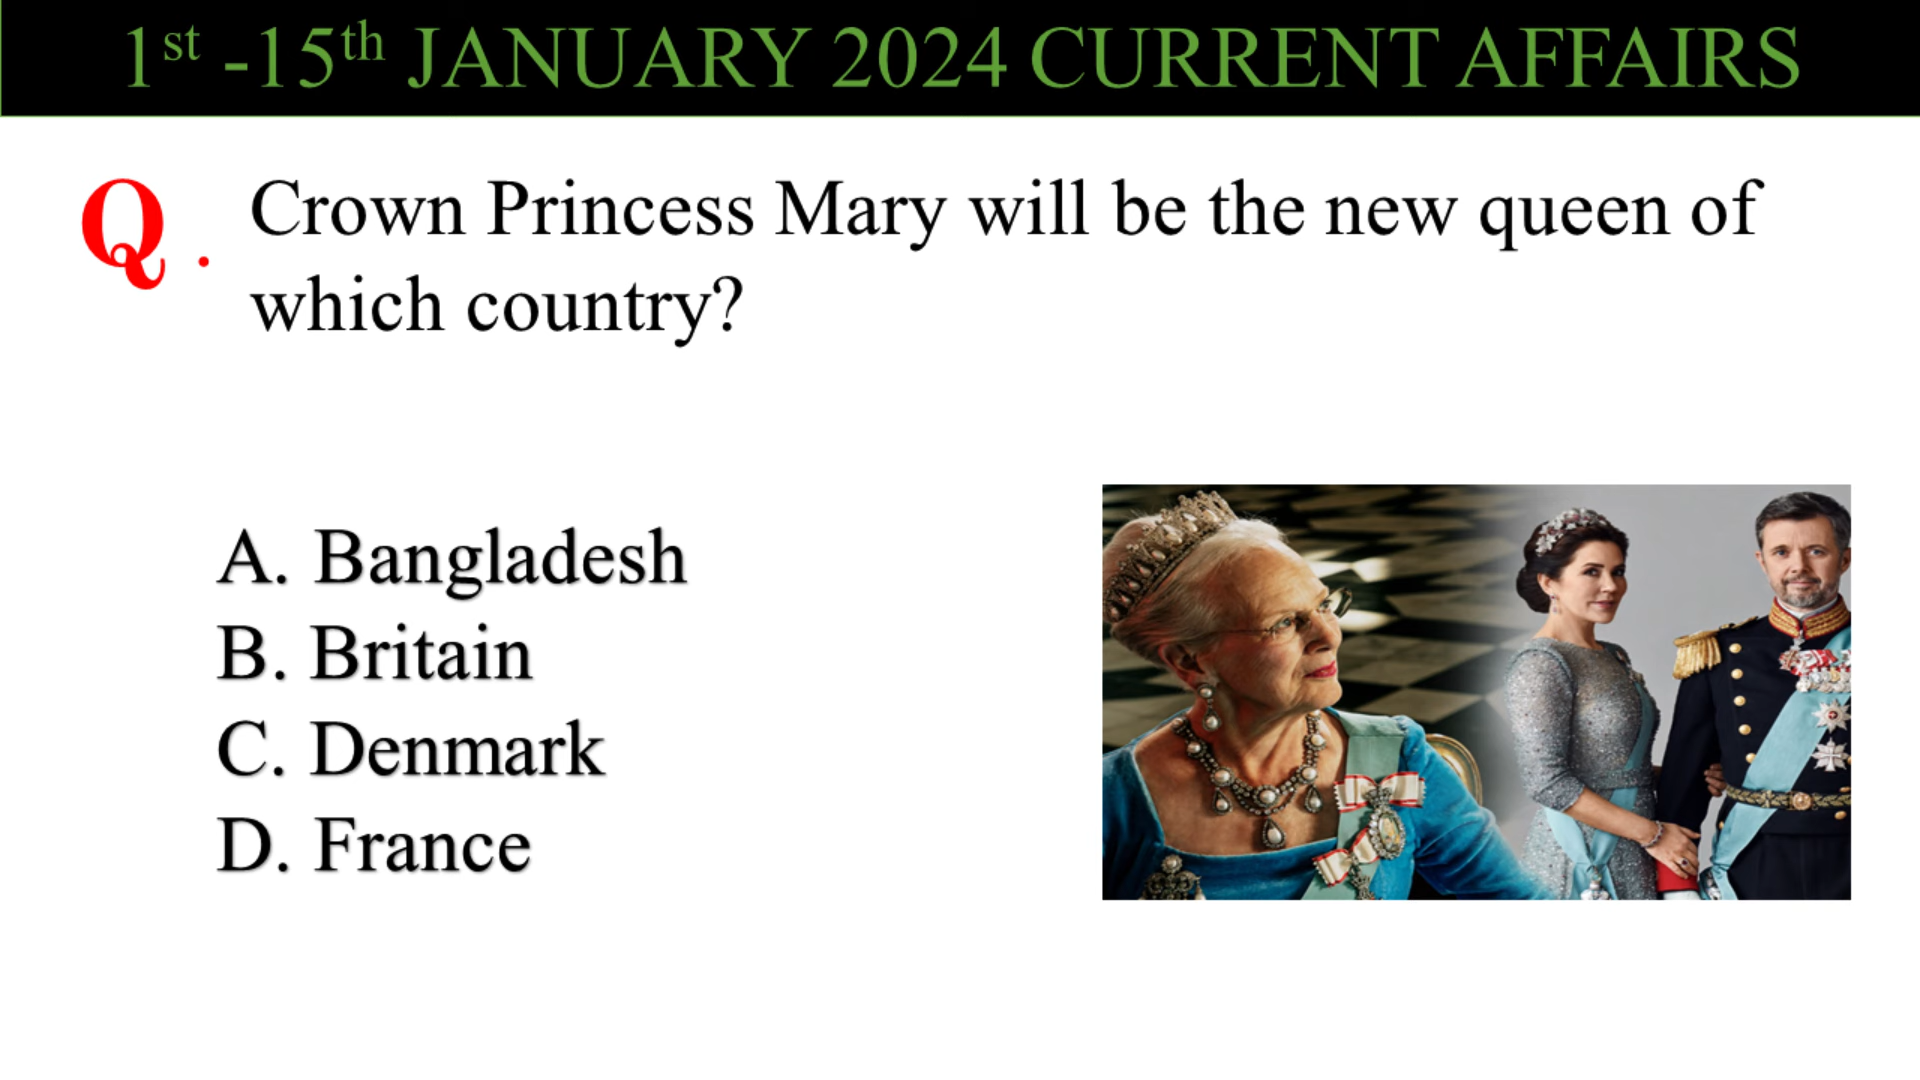 1st -15th JANUARY 2024 CURRENT AFFAIRS
Q . Crown Princess Mary will be the new queen of
which country?
A. Bangladesh
B. Britain
C. Denmark
D. France